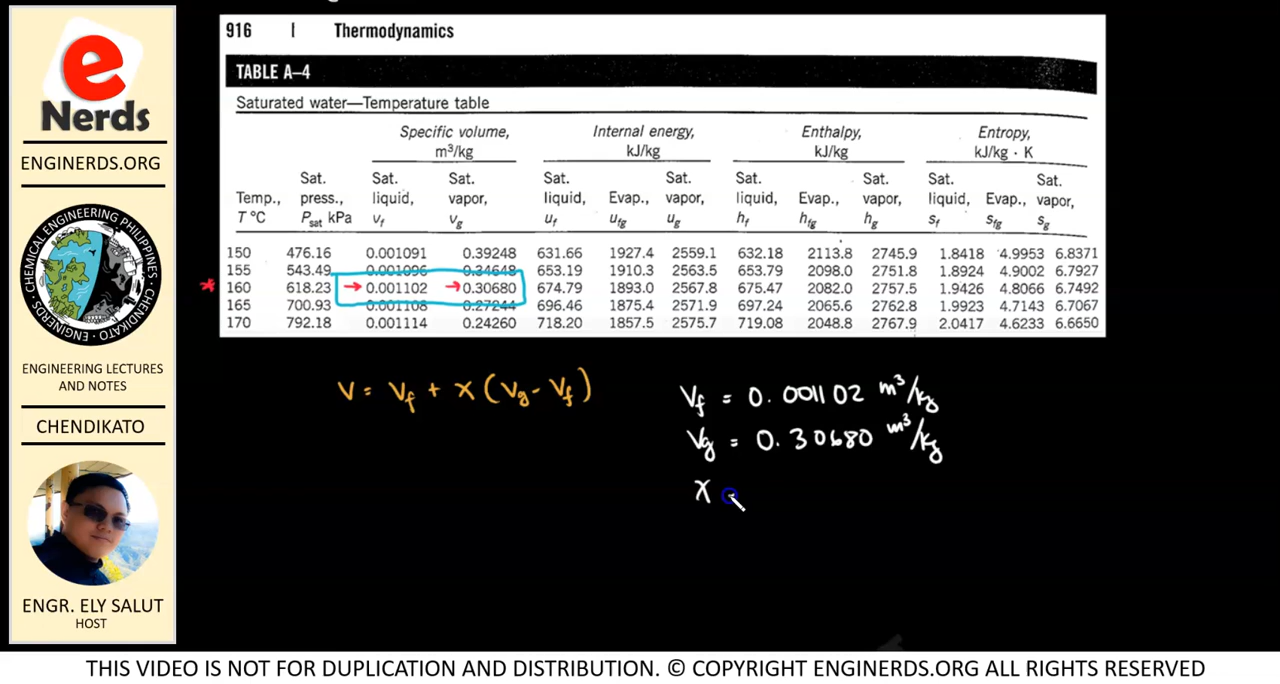 e
Nerds
ENGINERDS.ORG
CHEMICAL ENGINEERING PHILIPPINES
CHENDIKATO ENGINERDS.ORG
ENGINEERING LECTURES
AND NOTES
CHENDIKATO
ENGR. ELY SALUT
HOST
916 | Thermodynamics
TABLE A–4
Saturated water—Temperature table
Specific volume, Internal energy, Enthalpy, Entropy,
m³/kg kJ/kg kJ/kg kJ/kg · K
Sat. Sat. Sat. Sat. Sat. Sat. Sat. Sat. Sat.
Temp., press., liquid, vapor, liquid, Evap., vapor, liquid, Evap., vapor, liquid, Evap., vapor,
T °C Psat kPa vf vg uf ufg ug hf hfg hg sf sfg sg
150 476.16 0.001091 0.39248 631.66 1927.4 2559.1 632.18 2113.8 2745.9 1.8418 4.9953 6.8371
155 543.49 0.001096 0.34648 653.19 1910.3 2563.5 653.79 2098.0 2751.8 1.8924 4.9002 6.7927
* 160 618.23 → 0.001102 → 0.30680 674.79 1893.0 2567.8 675.47 2082.0 2757.5 1.9426 4.8066 6.7492
165 700.93 0.001108 0.27244 696.46 1875.4 2571.9 697.24 2065.6 2762.8 1.9923 4.7143 6.7067
170 792.18 0.001114 0.24260 718.20 1857.5 2575.7 719.08 2048.8 2767.9 2.0417 4.6233 6.6650
V = Vf + x (Vg - Vf)
Vf = 0.001102 m³/kg
Vg = 0.30680 m³/kg
X =
THIS VIDEO IS NOT FOR DUPLICATION AND DISTRIBUTION. © COPYRIGHT ENGINERDS.ORG ALL RIGHTS RESERVED